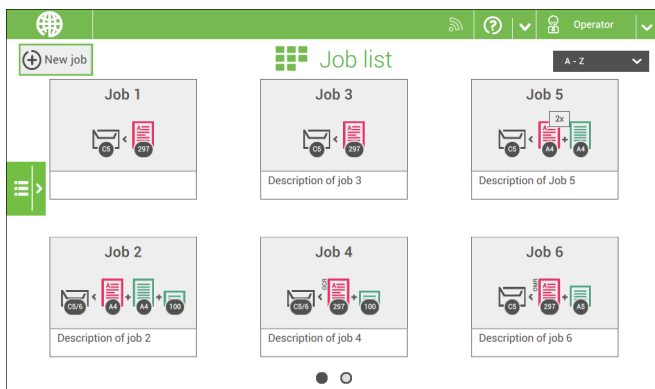 Operator
New job
Job list
A - Z
Job 1
C5
297
Job 3
C5
297
Description of job 3
Job 5
2x
C5
A4
A4
Description of Job 5
Job 2
C5/6
A4
A4
100
Description of job 2
Job 4
OCR
C5/6
297
100
Description of job 4
Job 6
OMR
C5
297
A5
Description of job 6